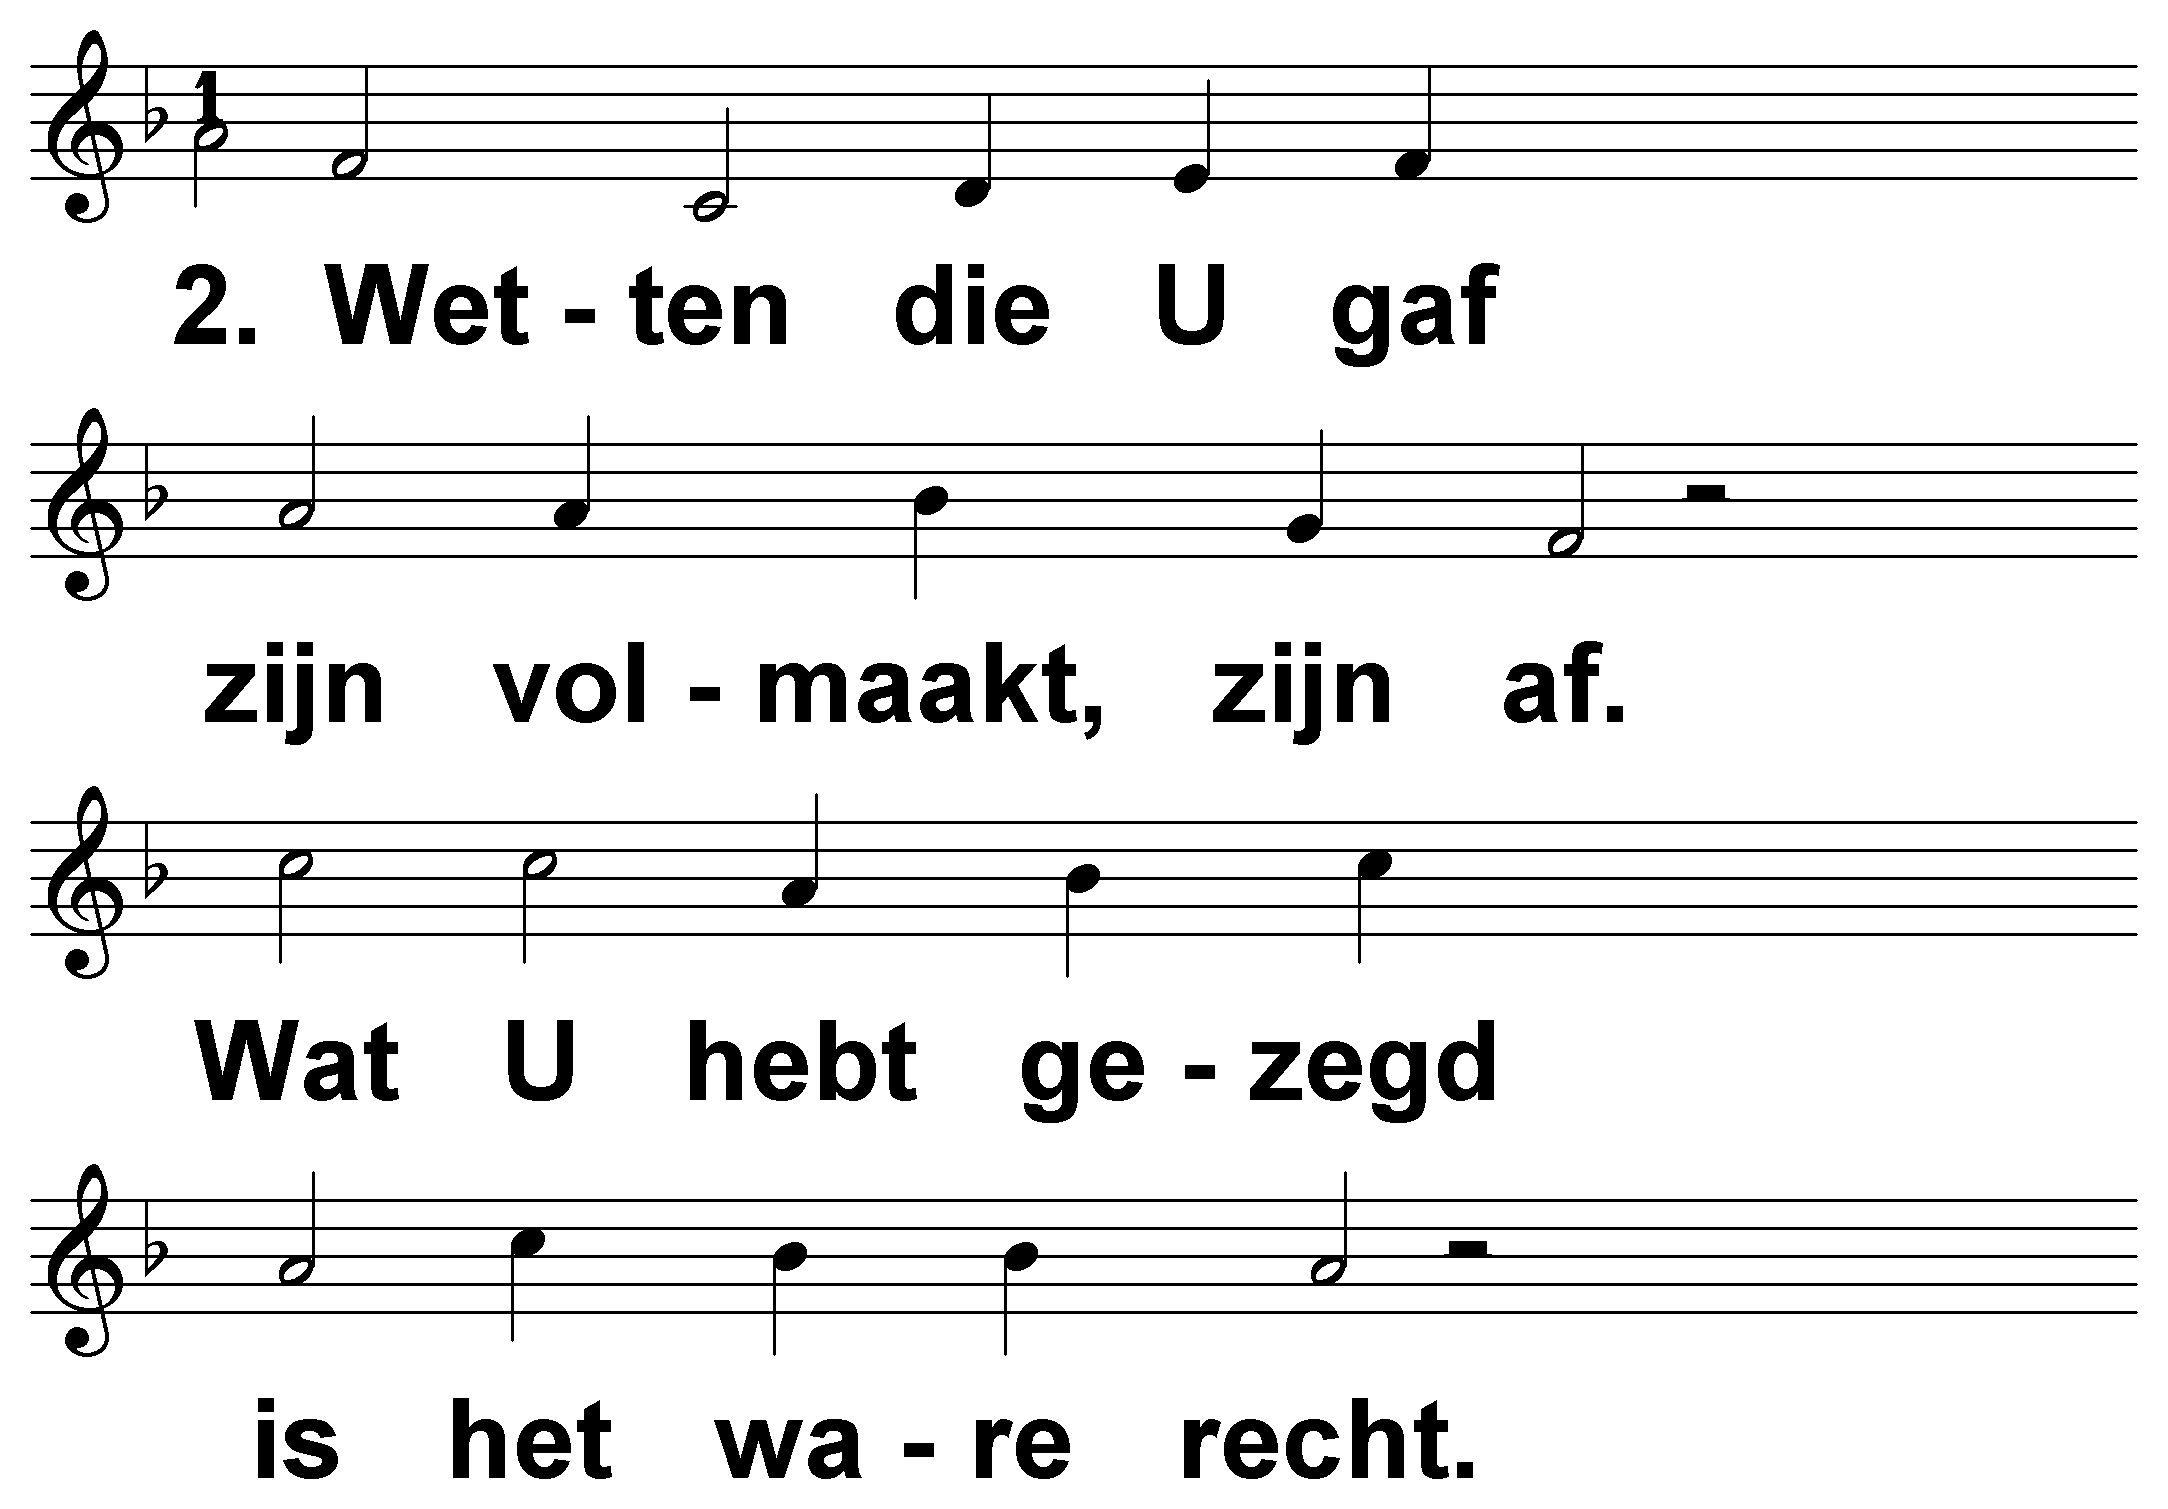 1
2. Wet - ten die U gaf
zijn vol - maakt, zijn af.
Wat U hebt ge - zegd
is het wa - re recht.